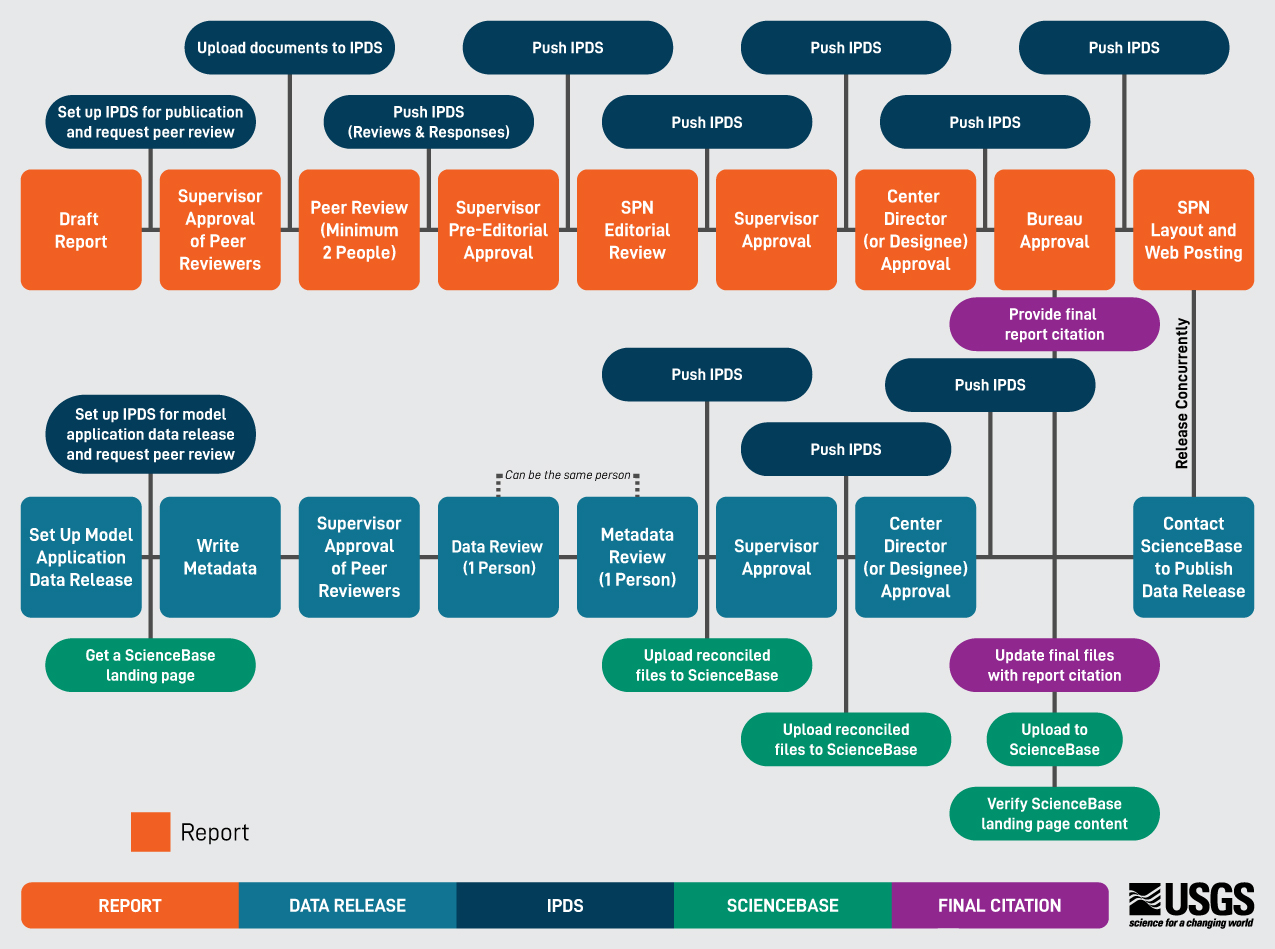 Upload documents to IPDS
Push IPDS
Push IPDS
Push IPDS
Set up IPDS for publication
and request peer review
Push IPDS
(Reviews & Responses)
Push IPDS
Push IPDS
Draft
Report
Supervisor
Approval
of Peer
Reviewers
Peer Review
(Minimum
2 People)
Supervisor
Pre-Editorial
Approval
SPN
Editorial
Review
Supervisor
Approval
Center
Director
(or Designee)
Approval
Bureau
Approval
SPN
Layout and
Web Posting
Provide final
report citation
Release Concurrently
Push IPDS
Push IPDS
Set up IPDS for model
application data release
and request peer review
Push IPDS
Can be the same person
Set Up Model
Application
Data Release
Write
Metadata
Supervisor
Approval
of Peer
Reviewers
Data Review
(1 Person)
Metadata
Review
(1 Person)
Supervisor
Approval
Center
Director
(or Designee)
Approval
Contact
ScienceBase
to Publish
Data Release
Get a ScienceBase
landing page
Upload reconciled
files to ScienceBase
Update final files
with report citation
Upload reconciled
files to ScienceBase
Upload to
ScienceBase
Verify ScienceBase
landing page content
Report
REPORT
DATA RELEASE
IPDS
SCIENCEBASE
FINAL CITATION
USGS
science for a changing world